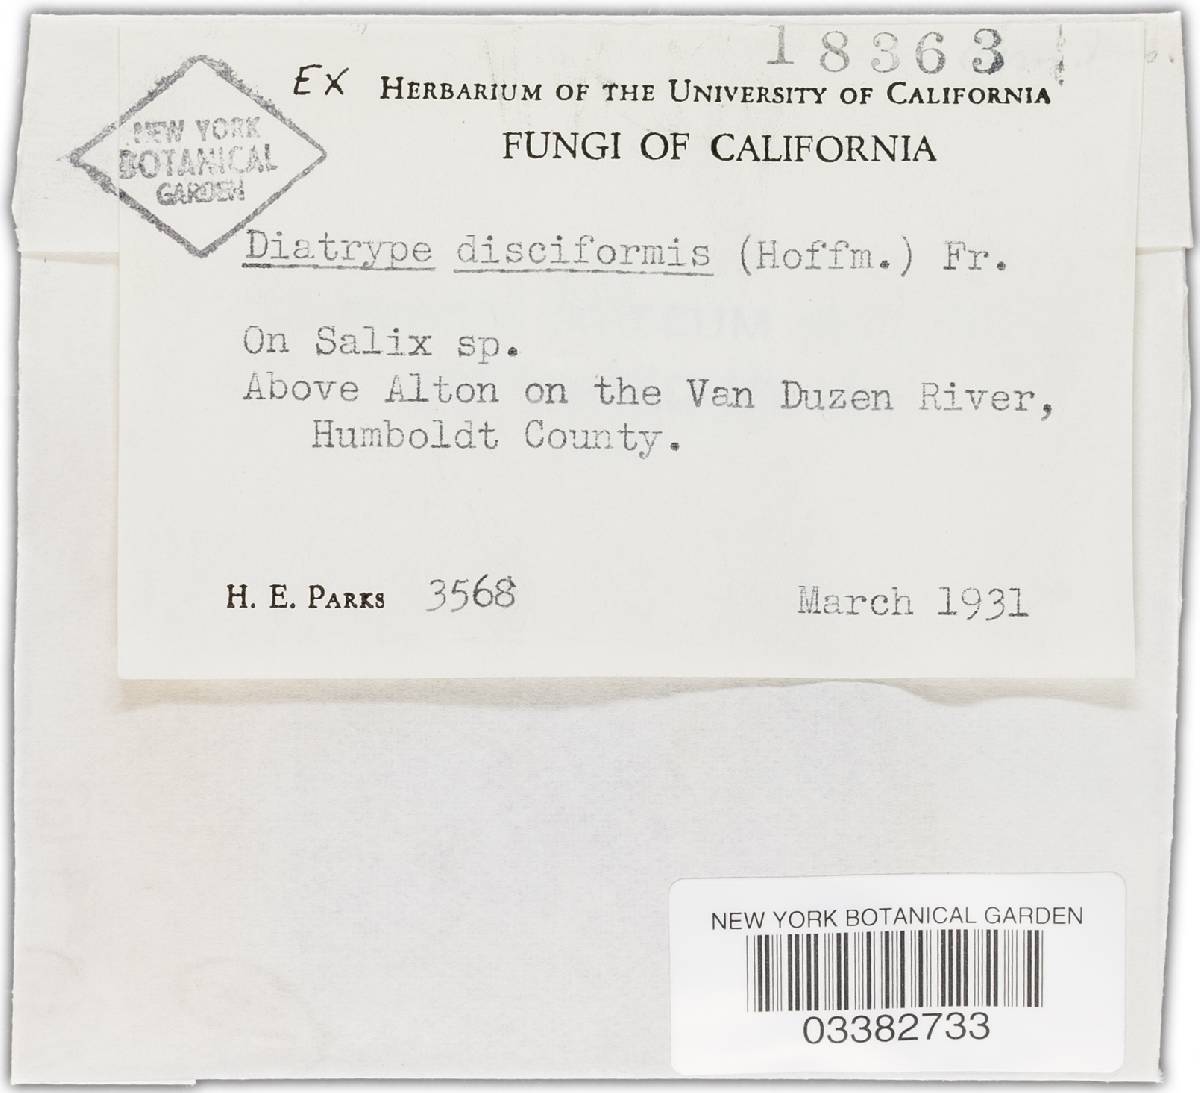 18363
EX HERBARIUM OF THE UNIVERSITY OF CALIFORNIA
FUNGI OF CALIFORNIA
NEW YORK
BOTANICAL
GARDEN
Diatrype disciformis (Hoffm.) Fr.
On Salix sp.
Above Alton on the Van Duzen River,
Humboldt County.
H. E. PARKS 3568 March 1931
NEW YORK BOTANICAL GARDEN
03382733